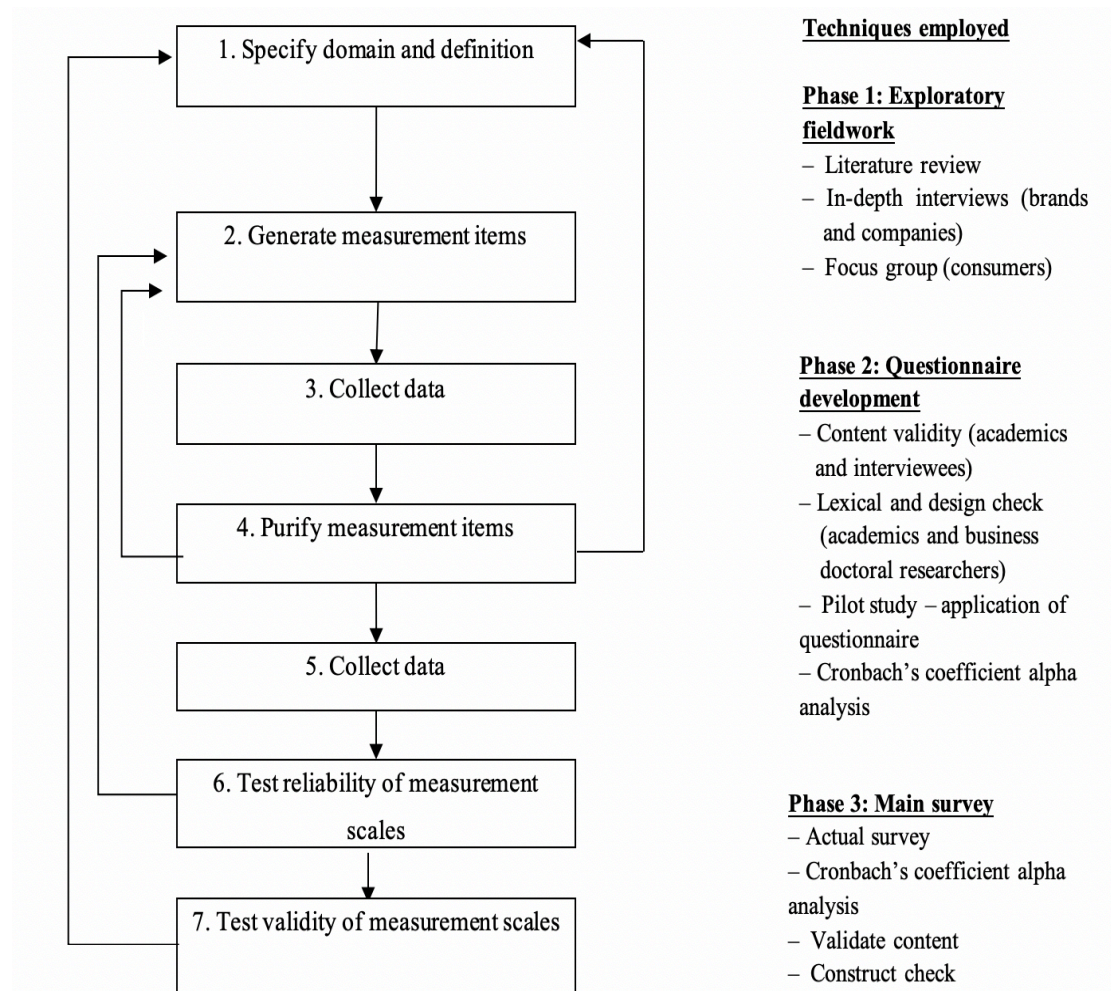 1. Specify domain and definition
2. Generate measurement items
3. Collect data
4. Purify measurement items
5. Collect data
6. Test reliability of measurement
scales
7. Test validity of measurement scales
Techniques employed
Phase 1: Exploratory
fieldwork
– Literature review
– In-depth interviews (brands
and companies)
– Focus group (consumers)
Phase 2: Questionnaire
development
– Content validity (academics
and interviewees)
– Lexical and design check
(academics and business
doctoral researchers)
– Pilot study – application of
questionnaire
– Cronbach’s coefficient alpha
analysis
Phase 3: Main survey
– Actual survey
– Cronbach’s coefficient alpha
analysis
– Validate content
– Construct check